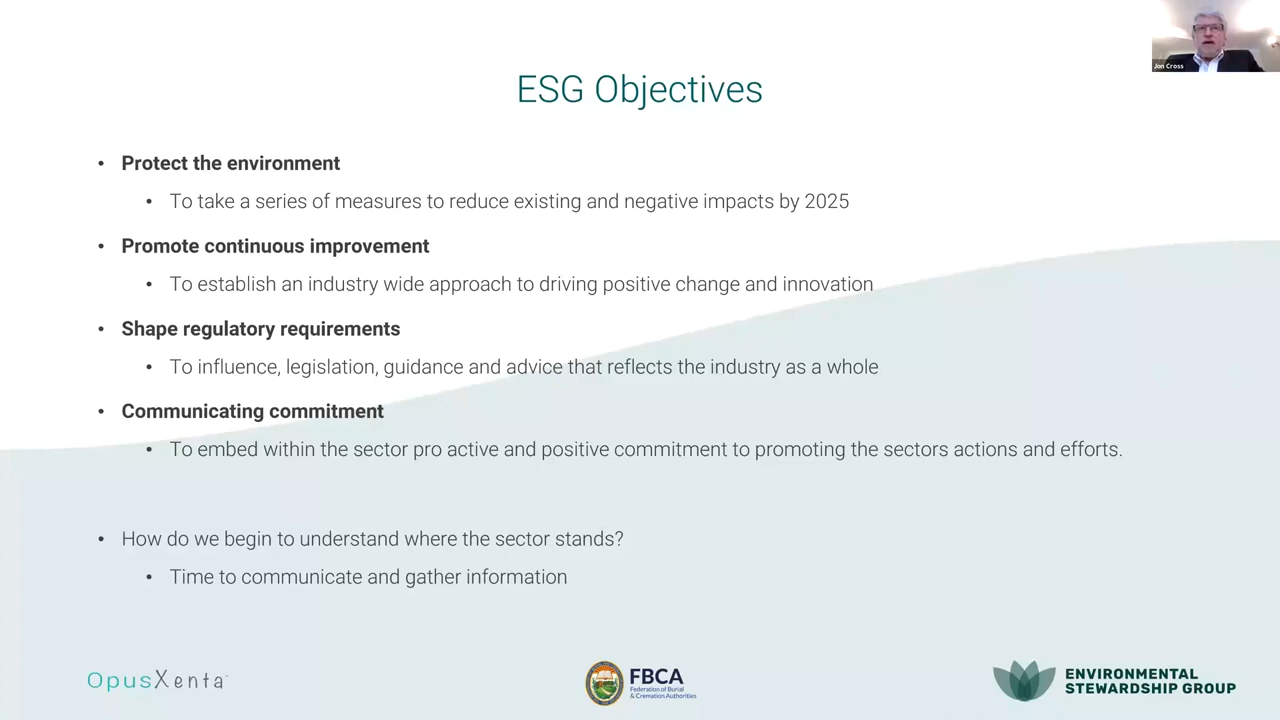 Jon Cross
ESG Objectives
• Protect the environment
• To take a series of measures to reduce existing and negative impacts by 2025
• Promote continuous improvement
• To establish an industry wide approach to driving positive change and innovation
• Shape regulatory requirements
• To influence, legislation, guidance and advice that reflects the industry as a whole
• Communicating commitment
• To embed within the sector pro active and positive commitment to promoting the sectors actions and efforts.
• How do we begin to understand where the sector stands?
• Time to communicate and gather information
OpusXenta
FBCA
Federation of Burial
& Cremation Authorities
ENVIRONMENTAL
STEWARDSHIP GROUP